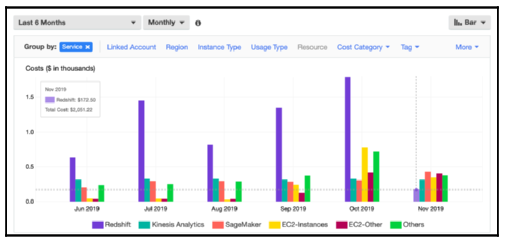 Last 6 Months Monthly Bar
Group by: Service Linked Account Region Instance Type Usage Type Resource Cost Category Tag More
Costs ($ in thousands)
Nov 2019
Redshift: $172.93
Total Cost: $2,031.22
1.5
1.0
0.5
0.0
Jun 2019 Jul 2019 Aug 2019 Sep 2019 Oct 2019 Nov 2019
Redshift Kinesis Analytics SageMaker EC2-Instances EC2-Other Others